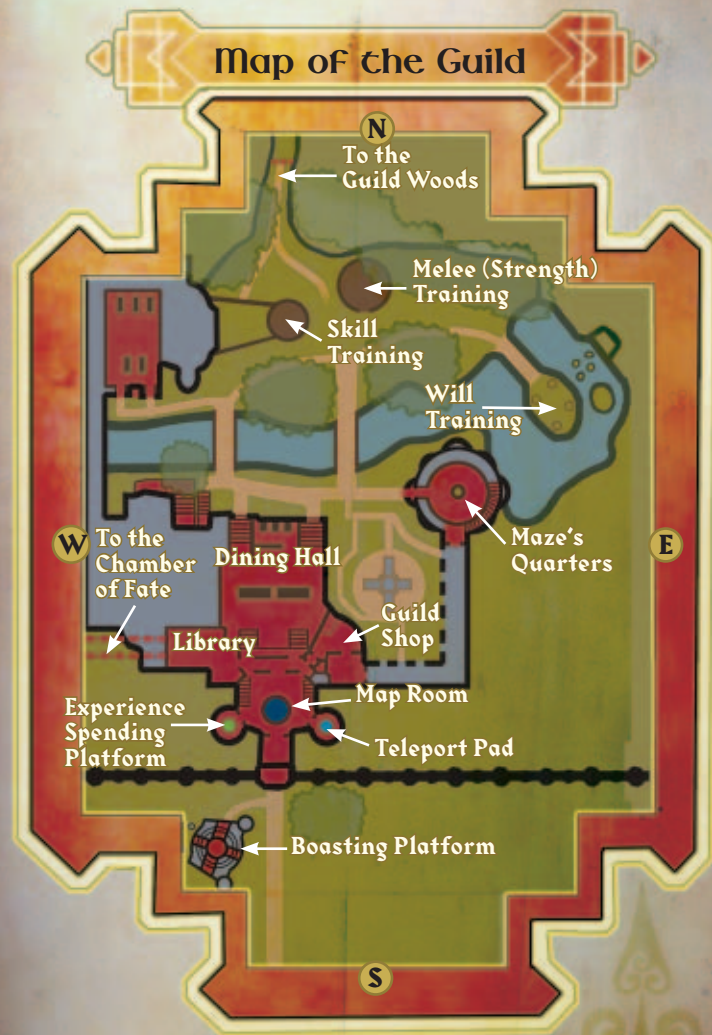 Map of the Guild
N
To the
Guild Woods
Melee (Strength)
Training
Skill
Training
Will
Training
W
To the
Chamber
of Fate
Dining Hall
Maze's
Quarters
E
Guild
Shop
Library
Map Room
Experience
Spending
Platform
Teleport Pad
Boasting Platform
S